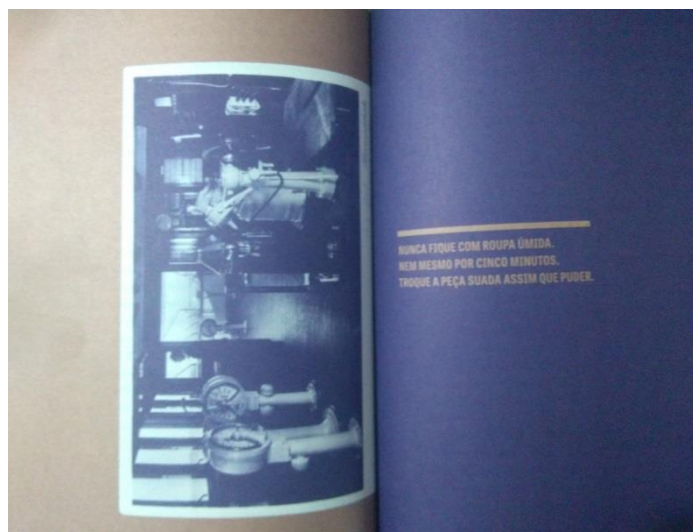 NUNCA FIQUE COM ROUPA ÚMIDA.
NEM MESMO POR CINCO MINUTOS.
TROQUE A PEÇA SUADA ASSIM QUE PUDER.